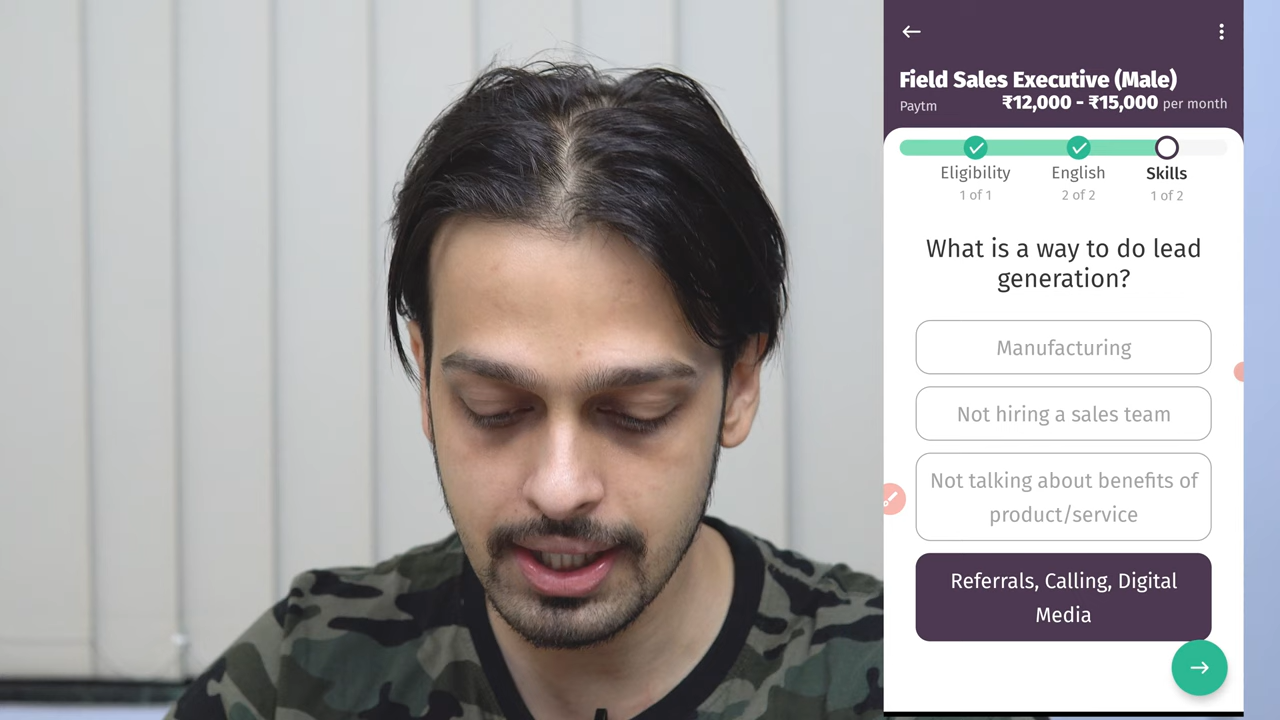 Field Sales Executive (Male)
Paytm ₹12,000 - ₹15,000 per month
Eligibility English Skills
1 of 1 2 of 2 1 of 2
What is a way to do lead
generation?
Manufacturing
Not hiring a sales team
Not talking about benefits of
product/service
Referrals, Calling, Digital
Media